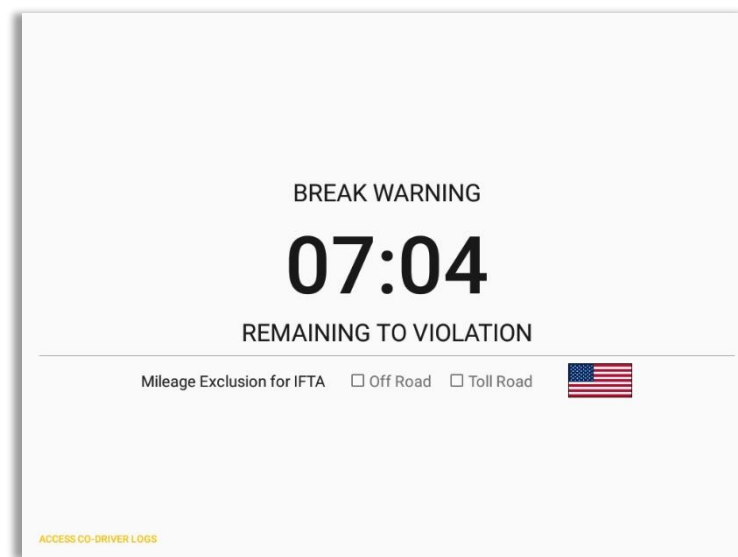 BREAK WARNING
07:04
REMAINING TO VIOLATION
Mileage Exclusion for IFTA Off Road Toll Road
ACCESS CO-DRIVER LOGS